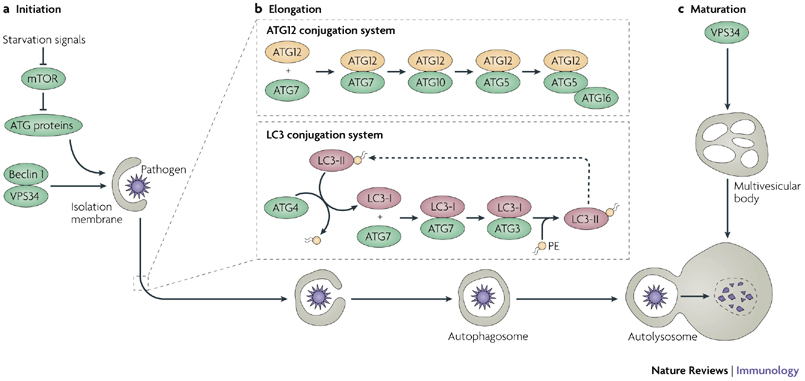 a Initiation
Starvation signals
mTOR
ATG proteins
Beclin 1
VPS34
Pathogen
Isolation
membrane
b Elongation
ATG12 conjugation system
ATG12
+
ATG7
ATG12
ATG7
ATG12
ATG10
ATG12
ATG5
ATG12
ATG5
ATG16
LC3 conjugation system
LC3-II
ATG4
LC3-I
+
ATG7
LC3-I
ATG7
LC3-I
ATG3
PE
LC3-II
Autophagosome
c Maturation
VPS34
Multivesicular
body
Autolysosome
Nature Reviews | Immunology